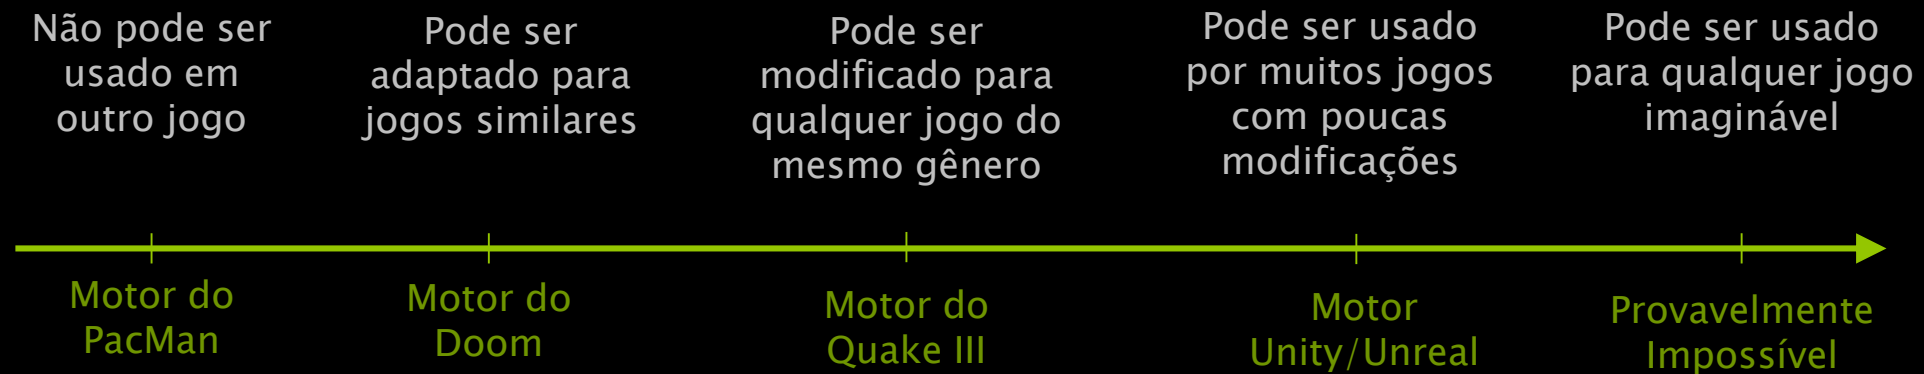 Não pode ser
usado em
outro jogo
Pode ser
adaptado para
jogos similares
Pode ser
modificado para
qualquer jogo do
mesmo gênero
Pode ser usado
por muitos jogos
com poucas
modificações
Pode ser usado
para qualquer jogo
imaginável
Motor do
PacMan
Motor do
Doom
Motor do
Quake III
Motor
Unity/Unreal
Provavelmente
Impossível